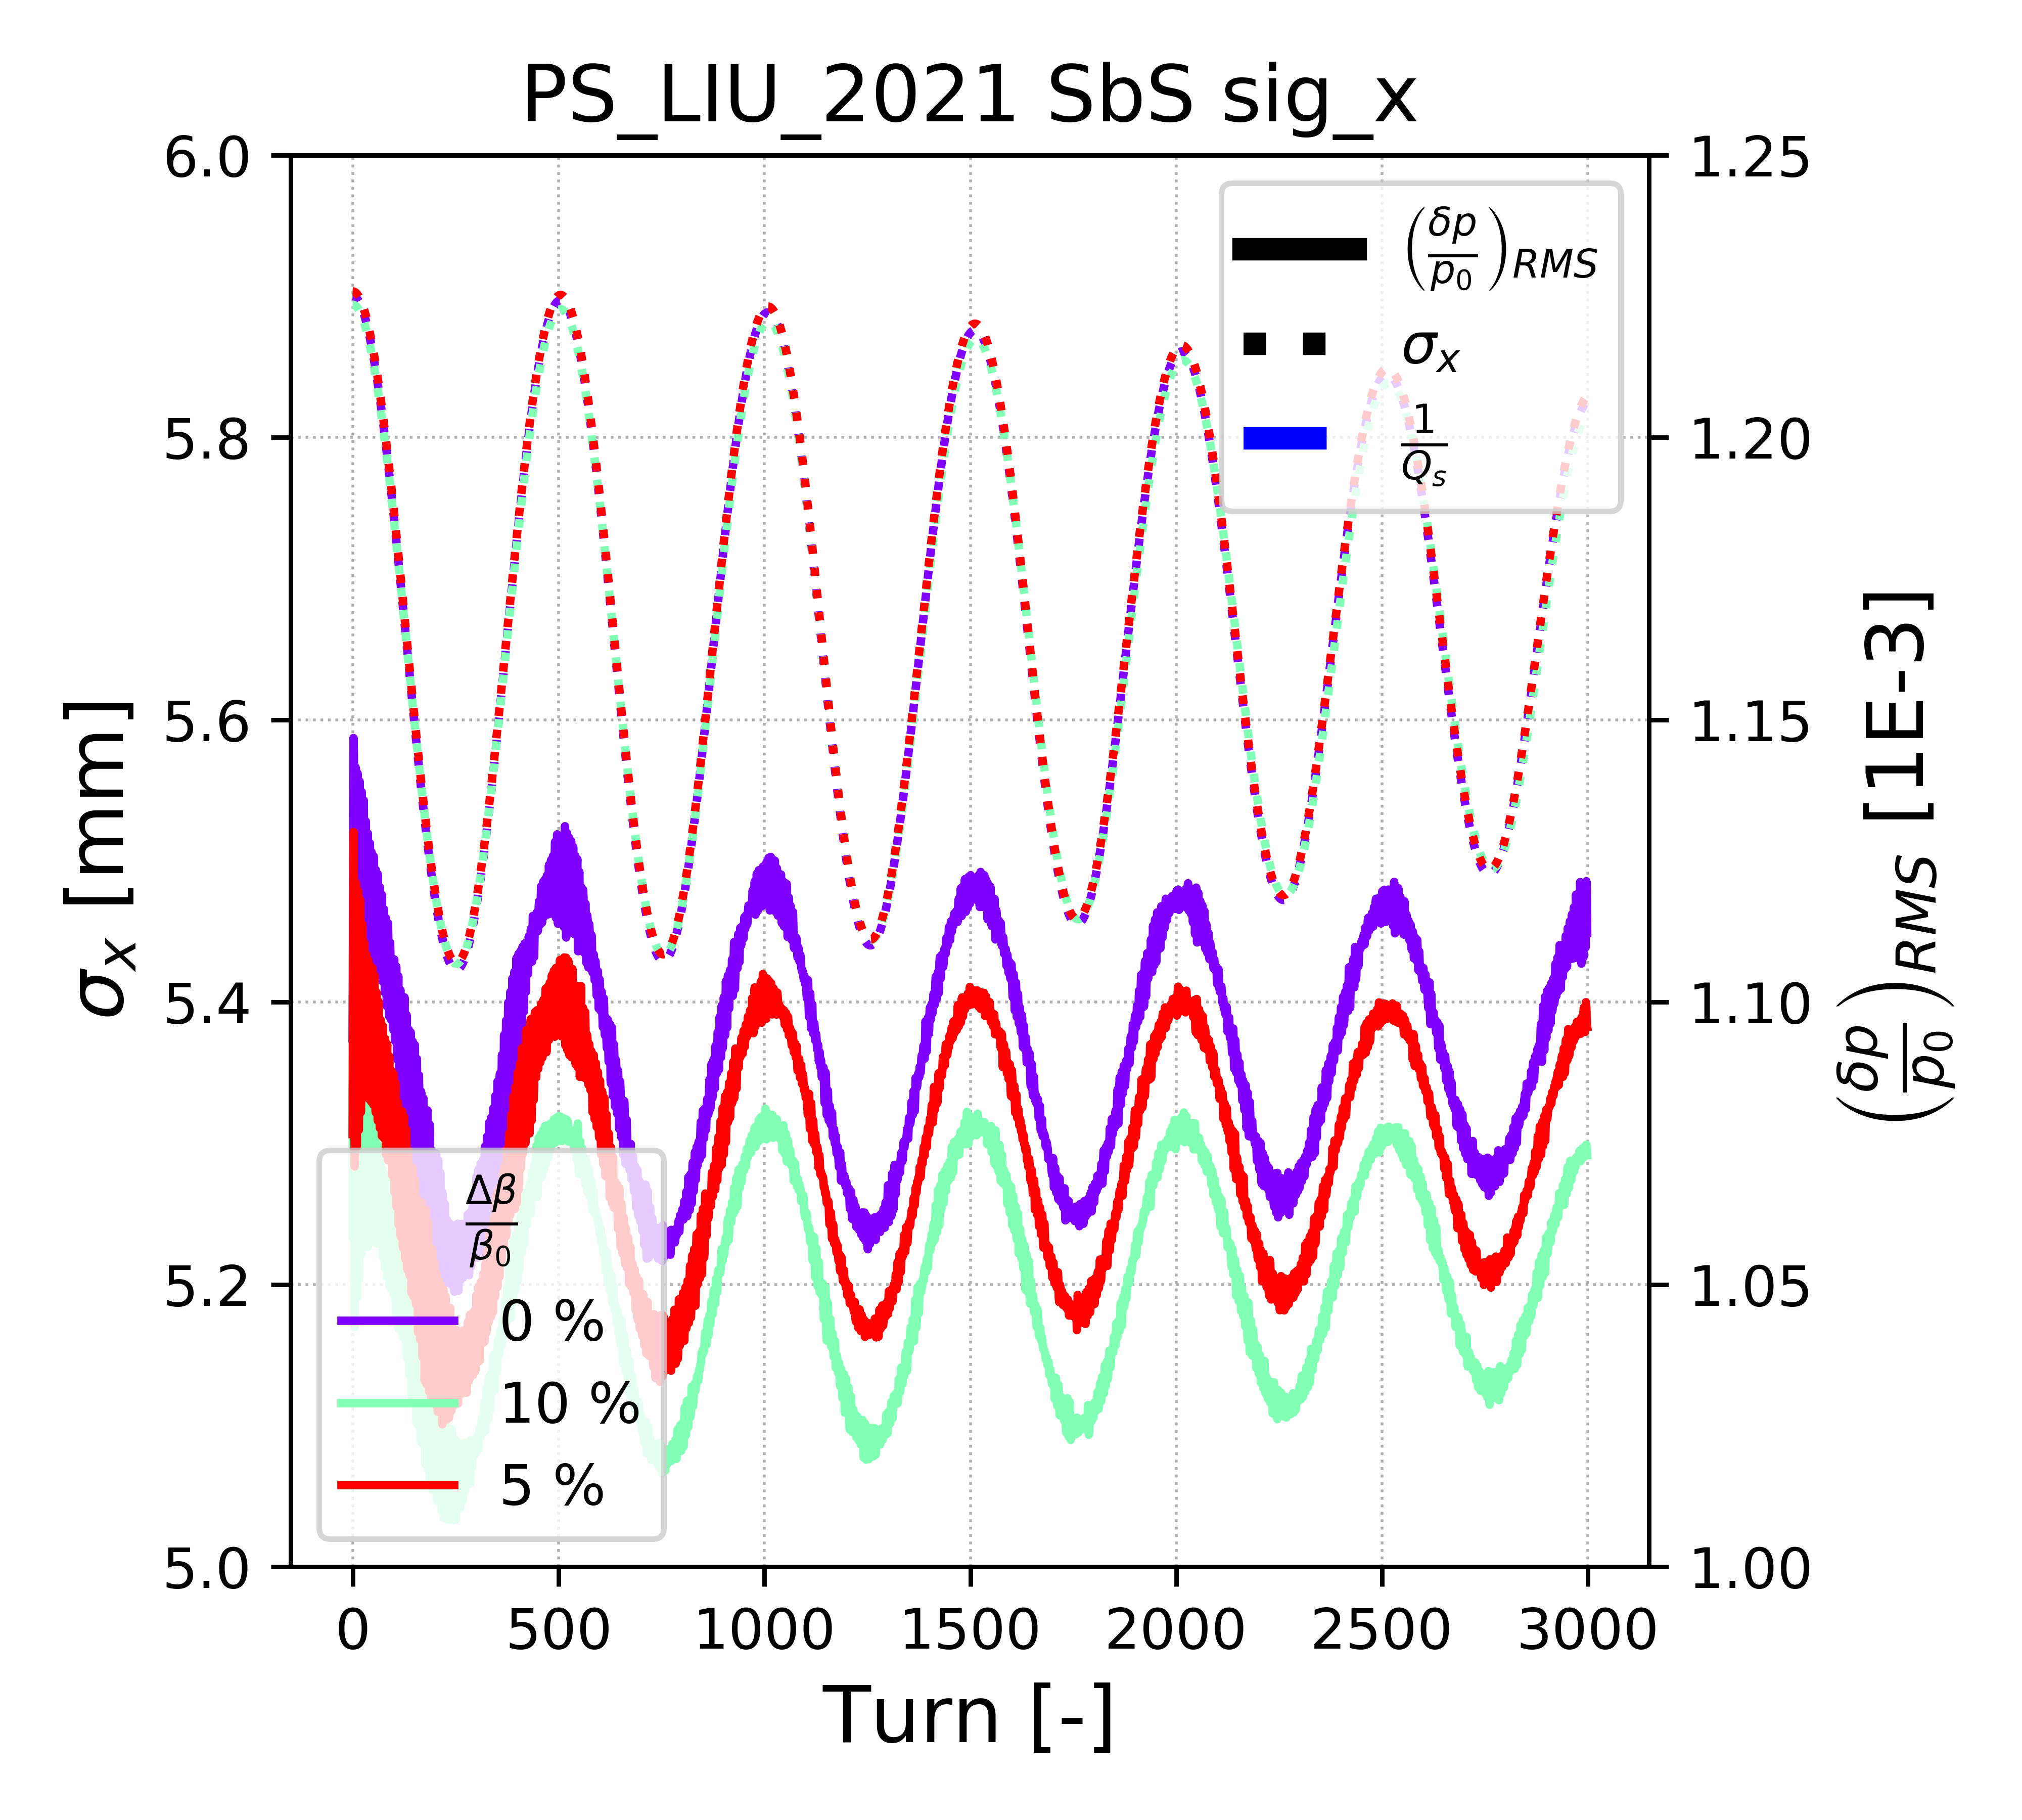 PS_LIU_2021 SbS sig_x
σx [mm]
6.0
5.8
5.6
5.4
5.2
5.0
(δp/p0)RMS
σx
1/Qs
Δβ/β0
0 %
10 %
5 %
1.25
1.20
1.15
1.10
1.05
1.00
(δp/p0)RMS [1E-3]
0 500 1000 1500 2000 2500 3000
Turn [-]